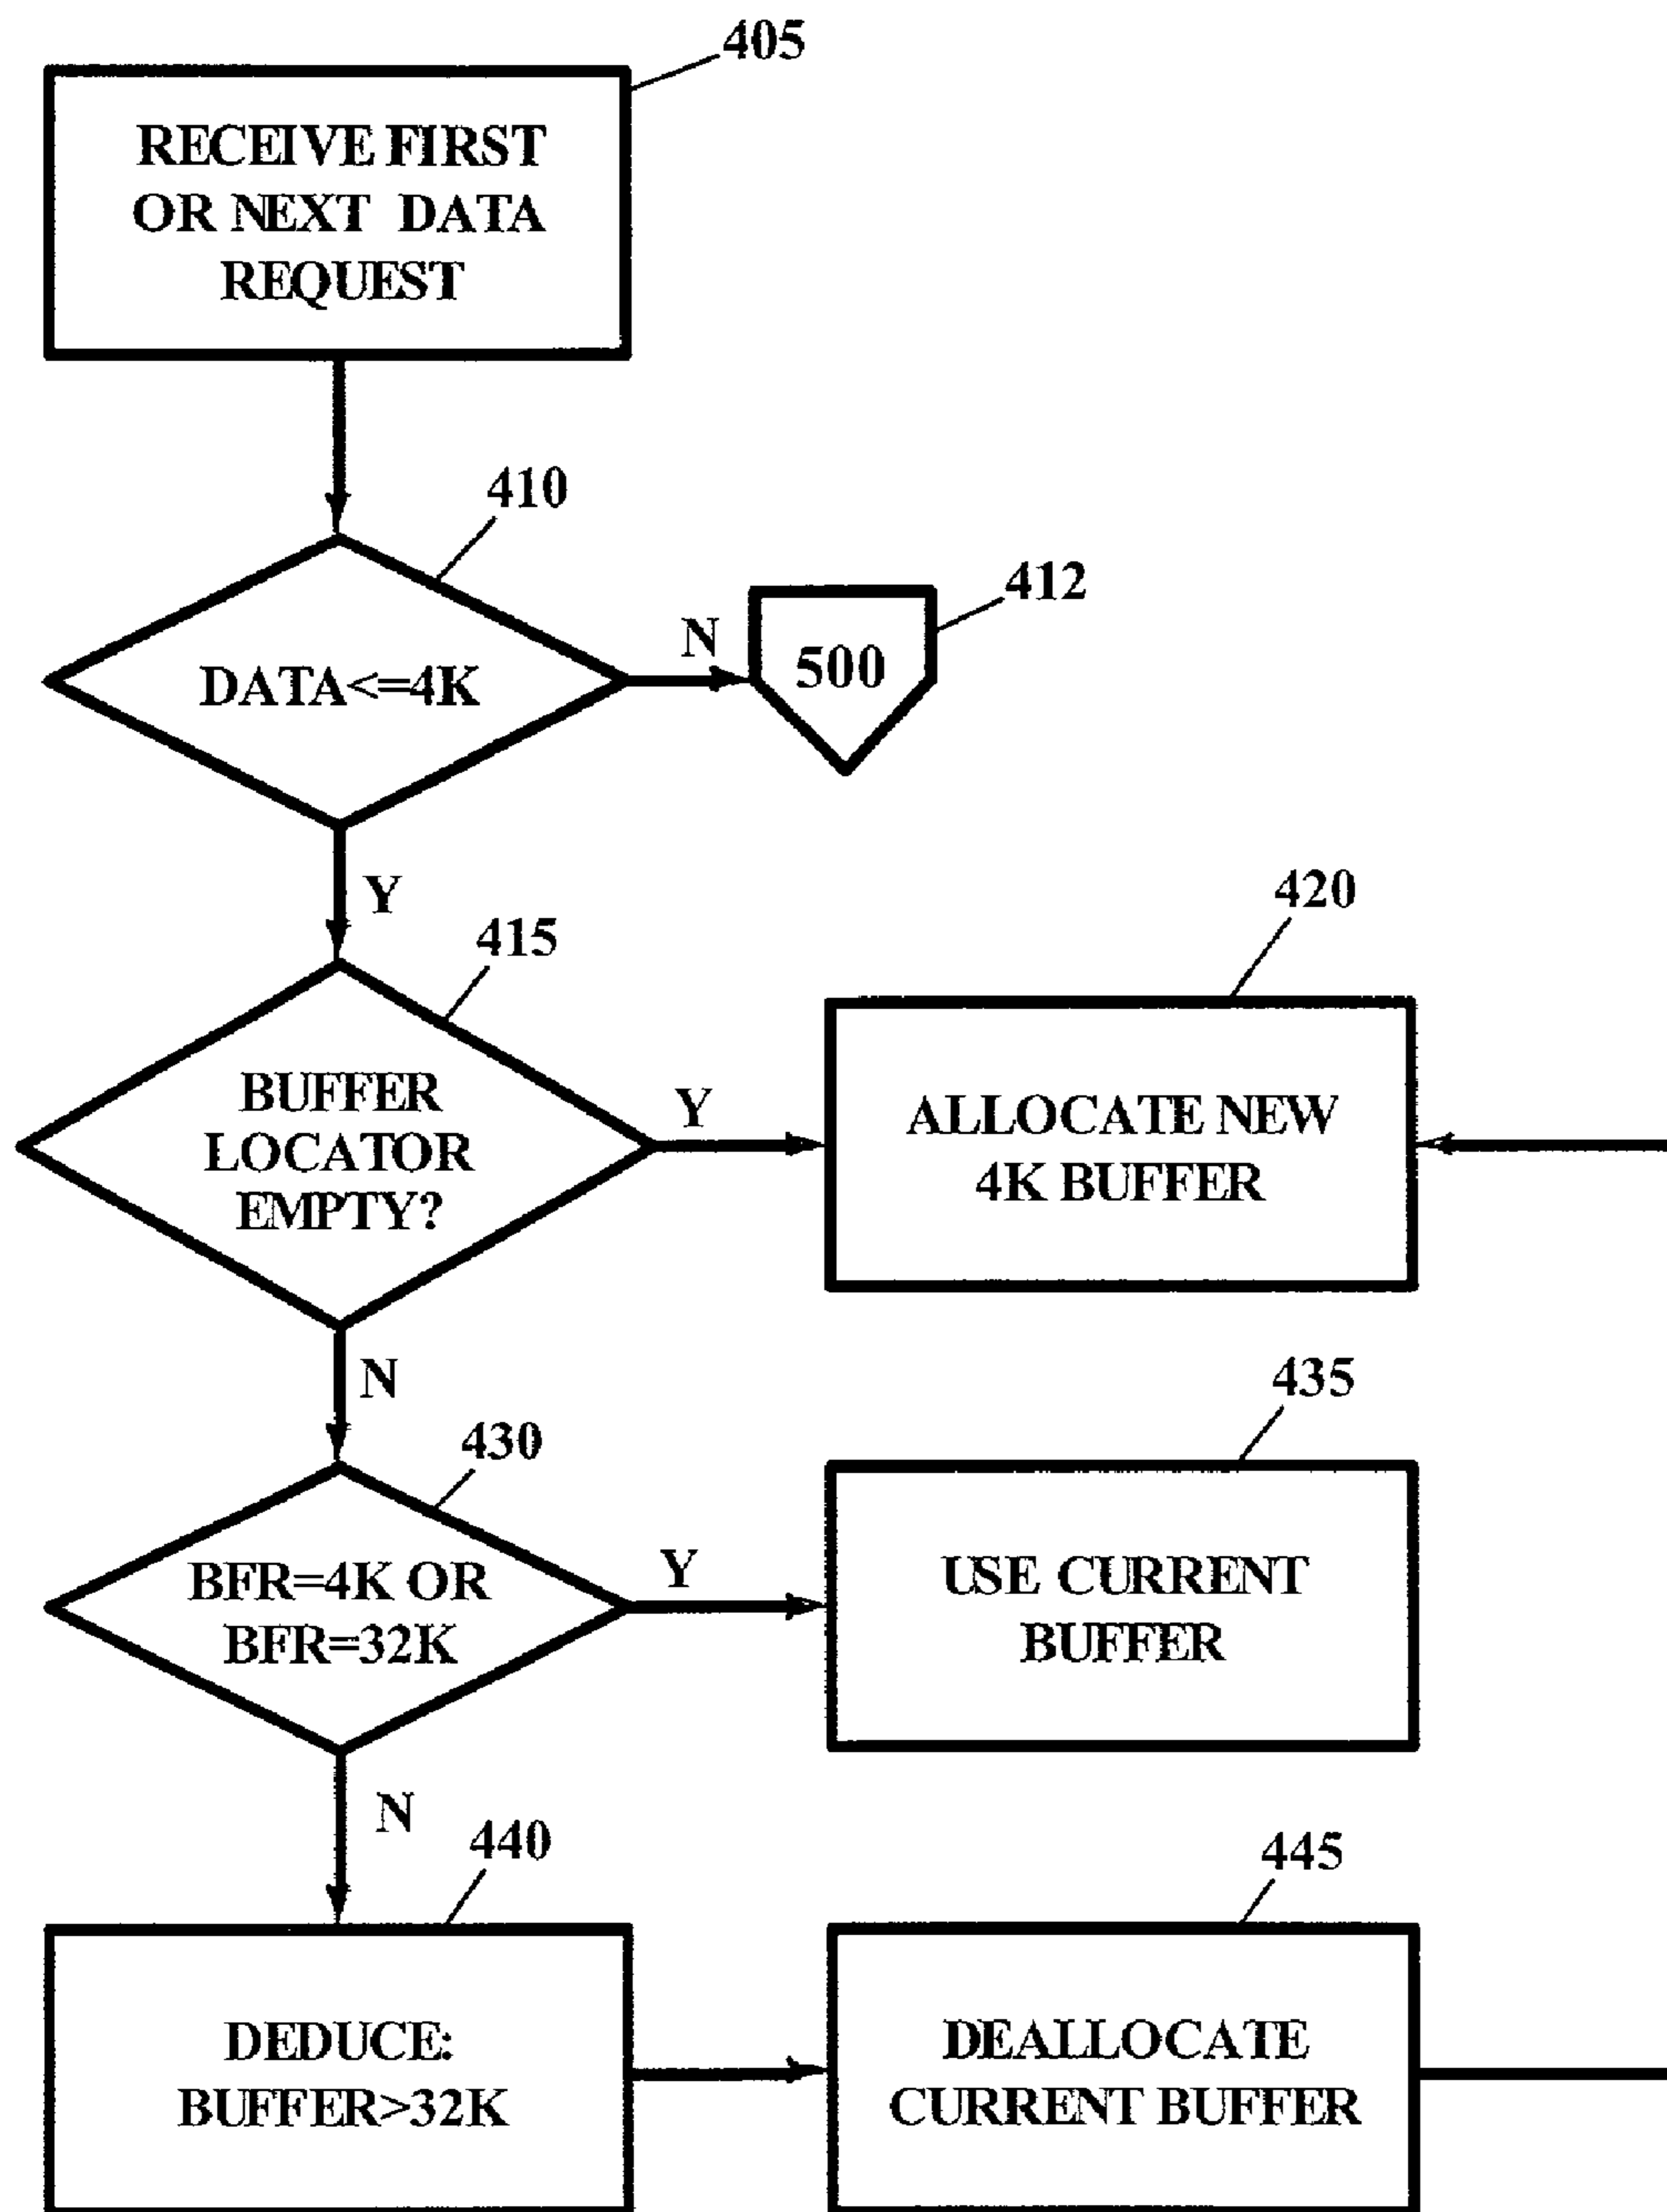 405
RECEIVE FIRST
OR NEXT DATA
REQUEST
410
DATA<=4K
N
500
412
Y
415
BUFFER
LOCATOR
EMPTY?
Y
420
ALLOCATE NEW
4K BUFFER
N
430
BFR=4K OR
BFR=32K
Y
435
USE CURRENT
BUFFER
N
440
DEDUCE:
BUFFER>32K
445
DEALLOCATE
CURRENT BUFFER